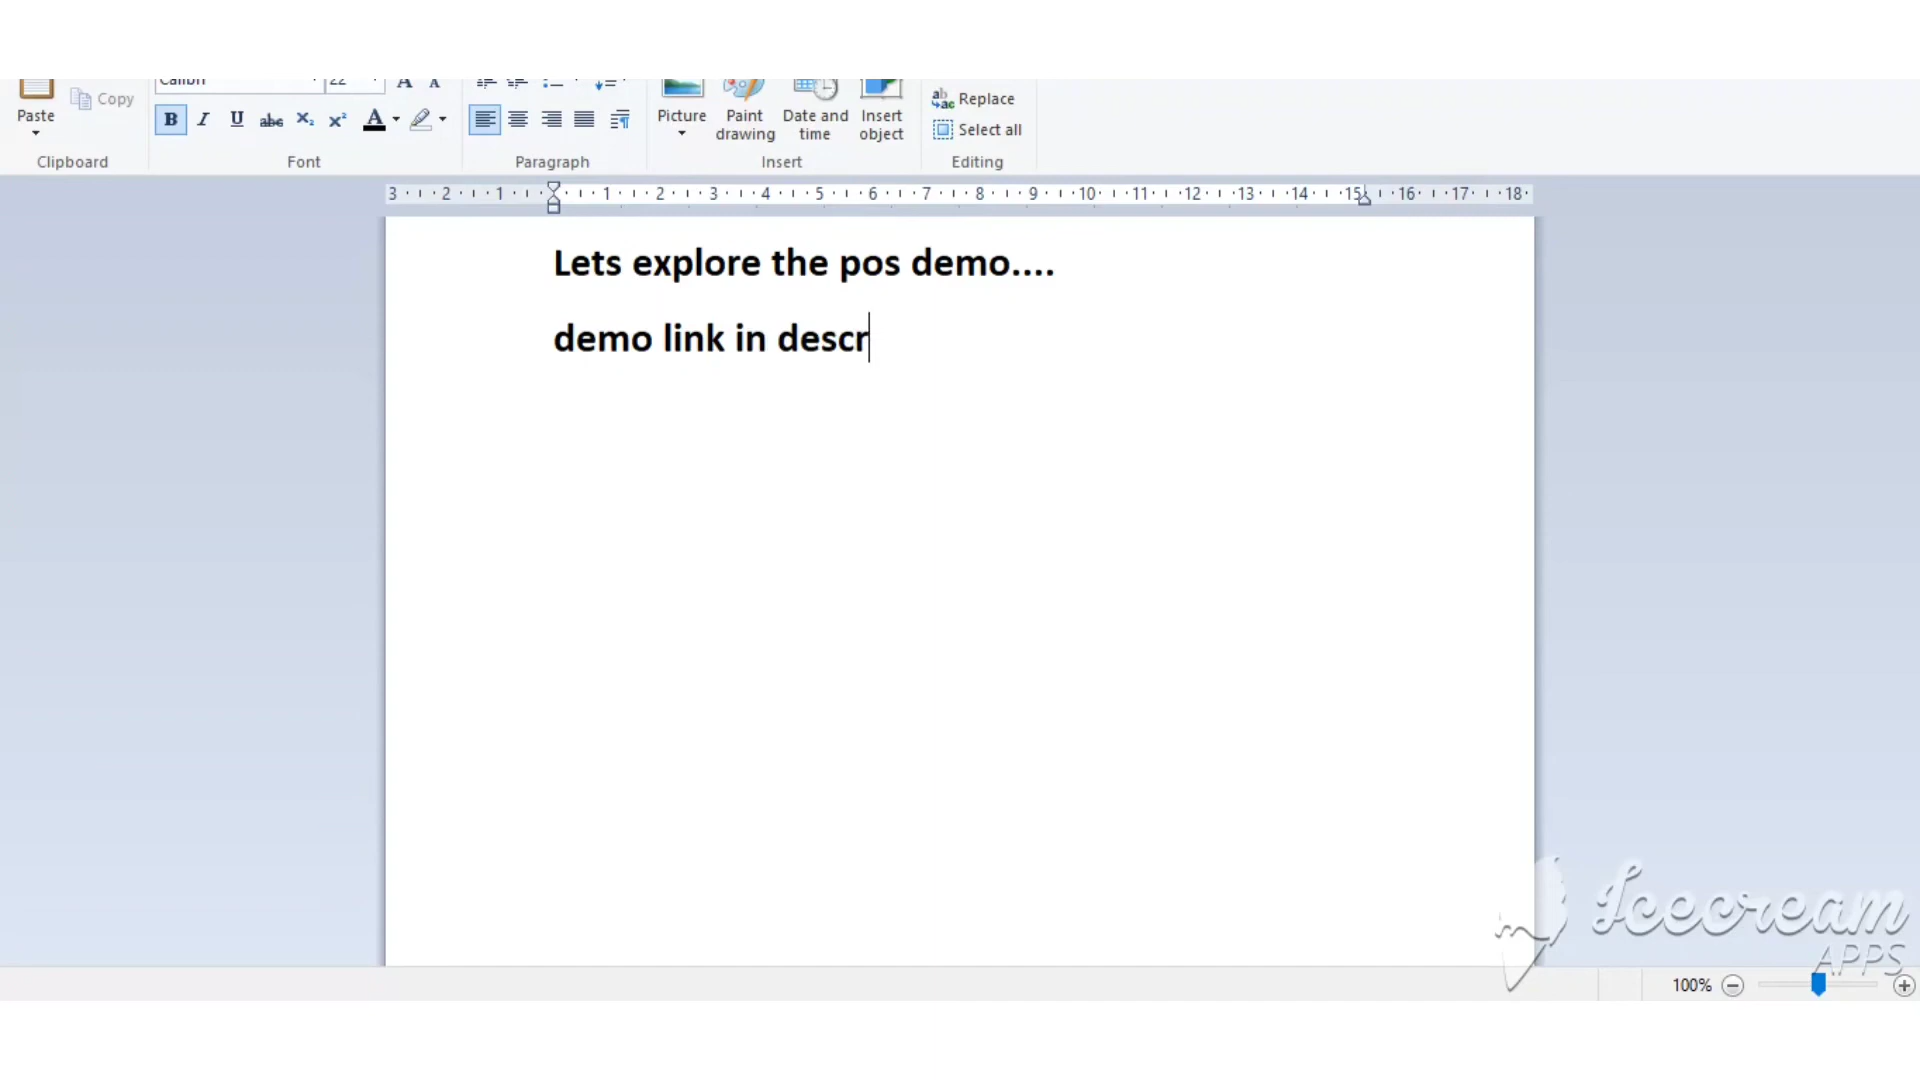 Calibri 22 A A
Paste Copy Replace
B I U abc X₂ X² A Picture Paint drawing Date and time Insert object Select all
Clipboard Font Paragraph Insert Editing
3 2 1 1 2 3 4 5 6 7 8 9 10 11 12 13 14 15 16 17 18
Lets explore the pos demo....
demo link in descr
Icecream
APPS
100%